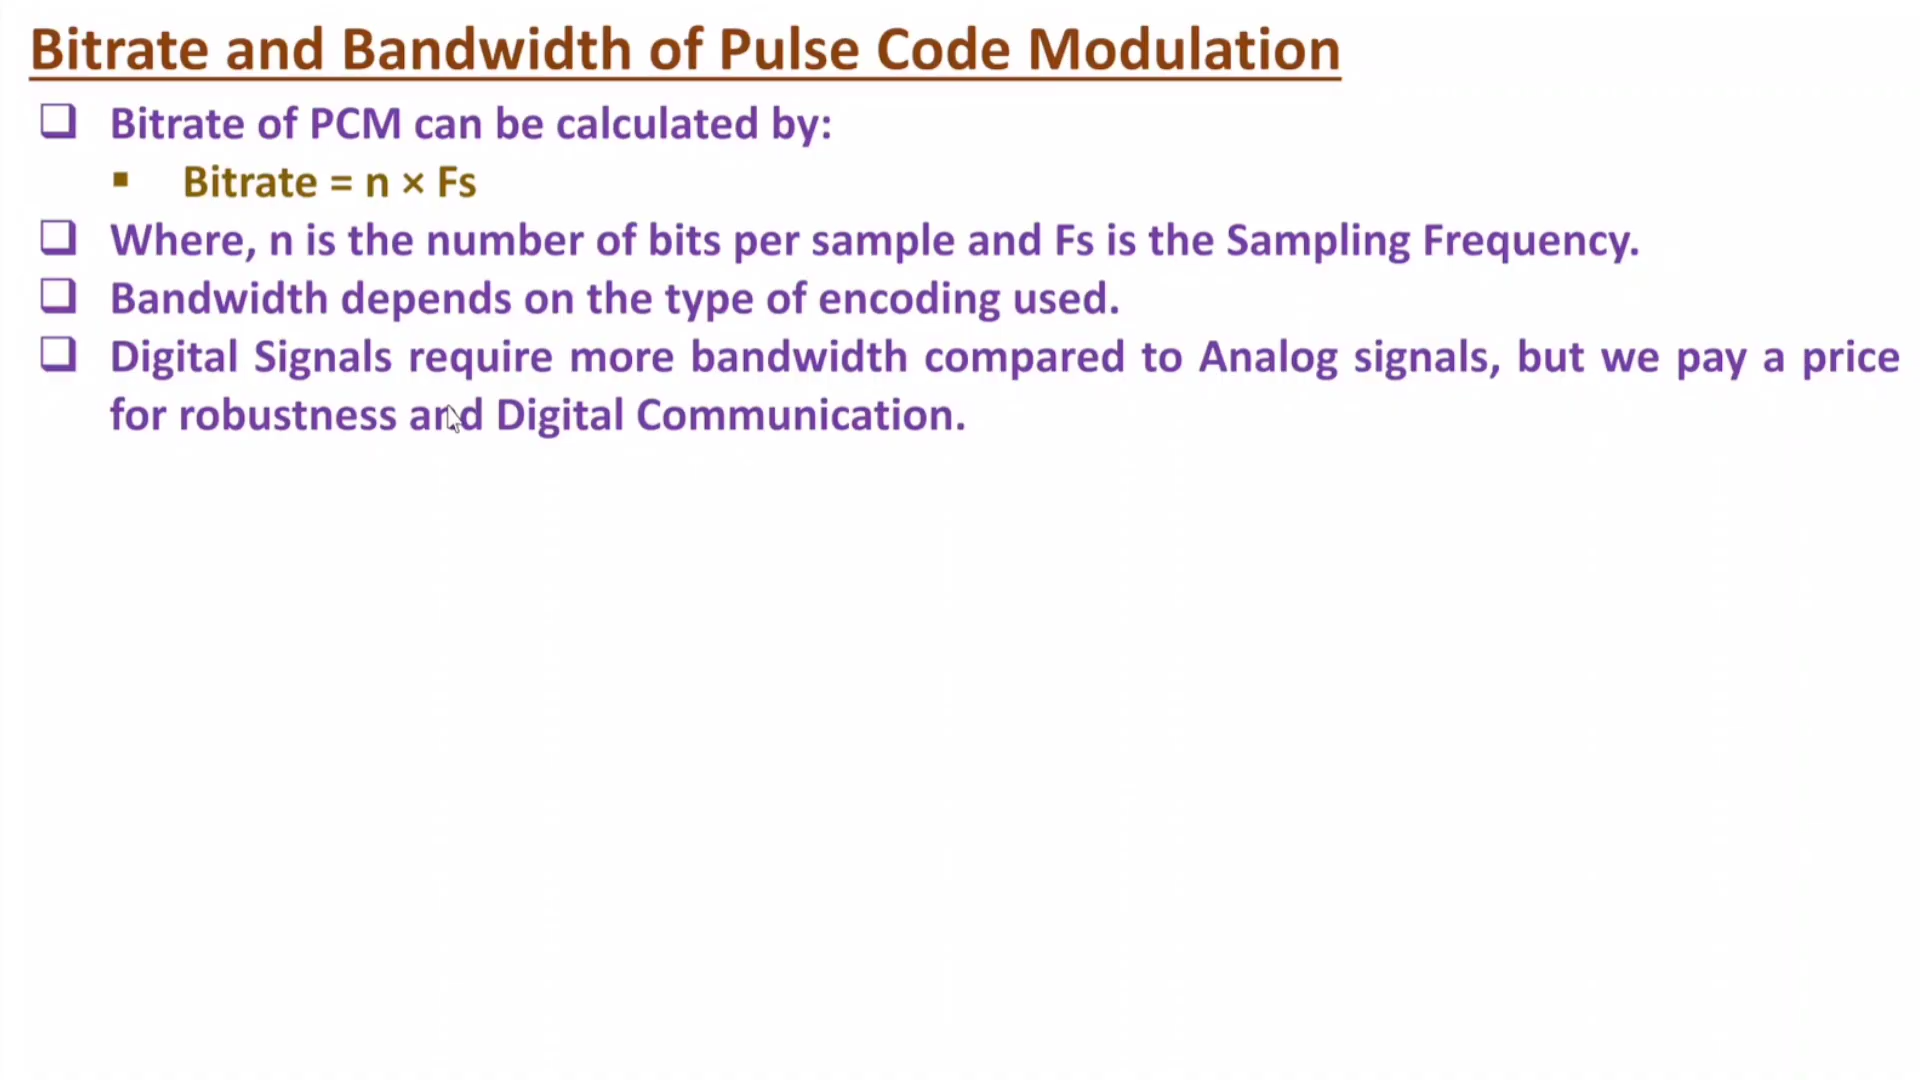 Bitrate and Bandwidth of Pulse Code Modulation
Bitrate of PCM can be calculated by:
Bitrate = n × Fs
Where, n is the number of bits per sample and Fs is the Sampling Frequency.
Bandwidth depends on the type of encoding used.
Digital Signals require more bandwidth compared to Analog signals, but we pay a price
for robustness and Digital Communication.